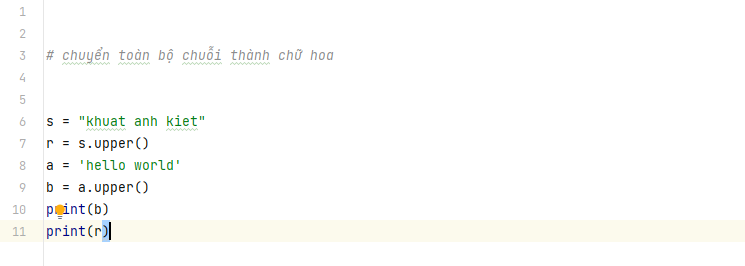 1
2
3 # chuyển toàn bộ chuỗi thành chữ hoa
4
5
6 s = "khuat anh kiet"
7 r = s.upper()
8 a = 'hello world'
9 b = a.upper()
10 print(b)
11 print(r)